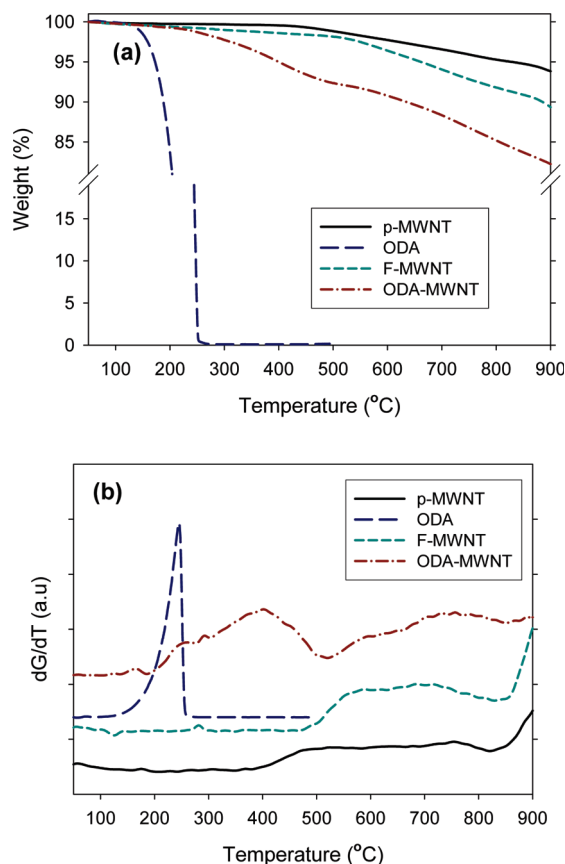 (a)
Weight (%)
100
95
90
85
15
10
5
0
p-MWNT
ODA
F-MWNT
ODA-MWNT
100 200 300 400 500 600 700 800 900
Temperature (°C)
(b)
dG/dT (a.u)
p-MWNT
ODA
F-MWNT
ODA-MWNT
100 200 300 400 500 600 700 800 900
Temperature (°C)